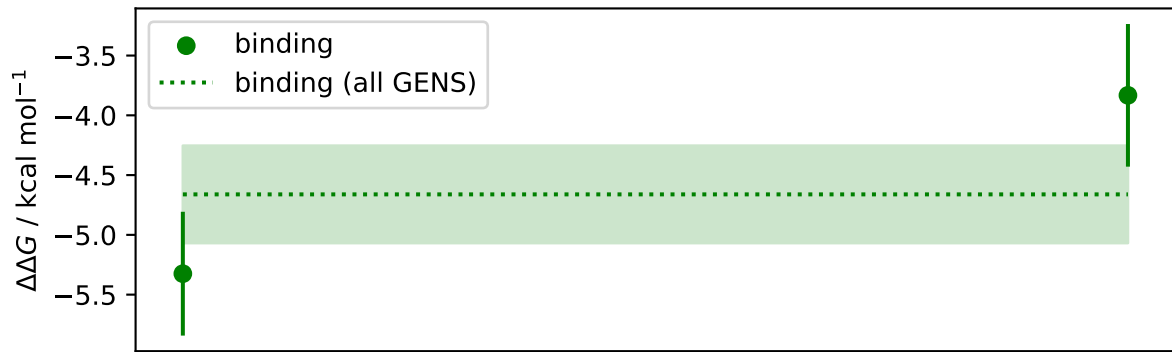 ΔΔG / kcal mol⁻¹
−3.5
−4.0
−4.5
−5.0
−5.5
binding
binding (all GENS)